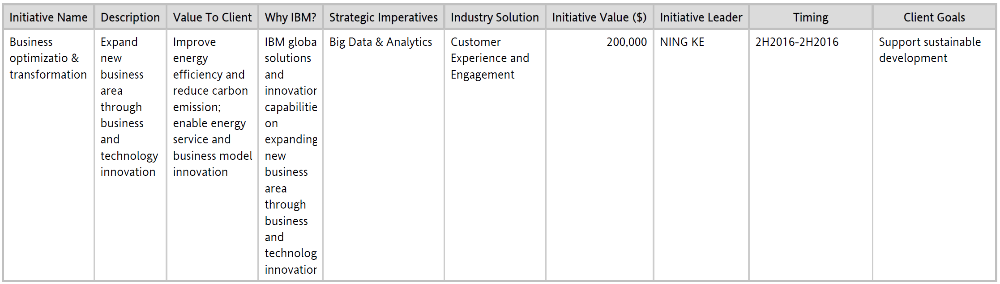 Initiative Name
Description
Value To Client
Why IBM?
Strategic Imperatives
Industry Solution
Initiative Value ($)
Initiative Leader
Timing
Client Goals
Business
optimizatio &
transformation
Expand
new
business
area
through
business
and
technology
innovation
Improve
energy
efficiency and
reduce carbon
emission;
enable energy
service and
business model
innovation
IBM globa
solutions
and
innovation
capabilitie
on
expanding
new
business
area
through
business
and
technolog
innovation
Big Data & Analytics
Customer
Experience and
Engagement
200,000
NING KE
2H2016-2H2016
Support sustainable
development